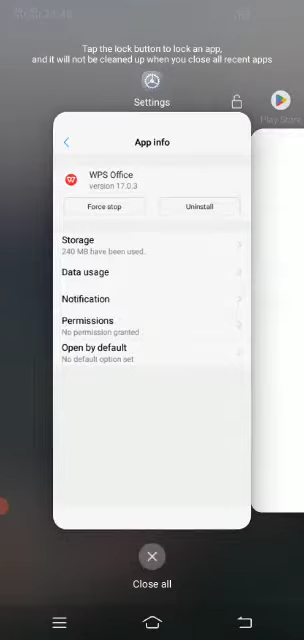 Tap the lock button to lock an app,
and it will not be cleaned up when you close all recent apps
Settings
Play Store
App info
WPS Office
version 17.0.3
Force stop
Uninstall
Storage
240 MB have been used.
Data usage
Notification
Permissions
No permission granted
Open by default
No default option set
Close all